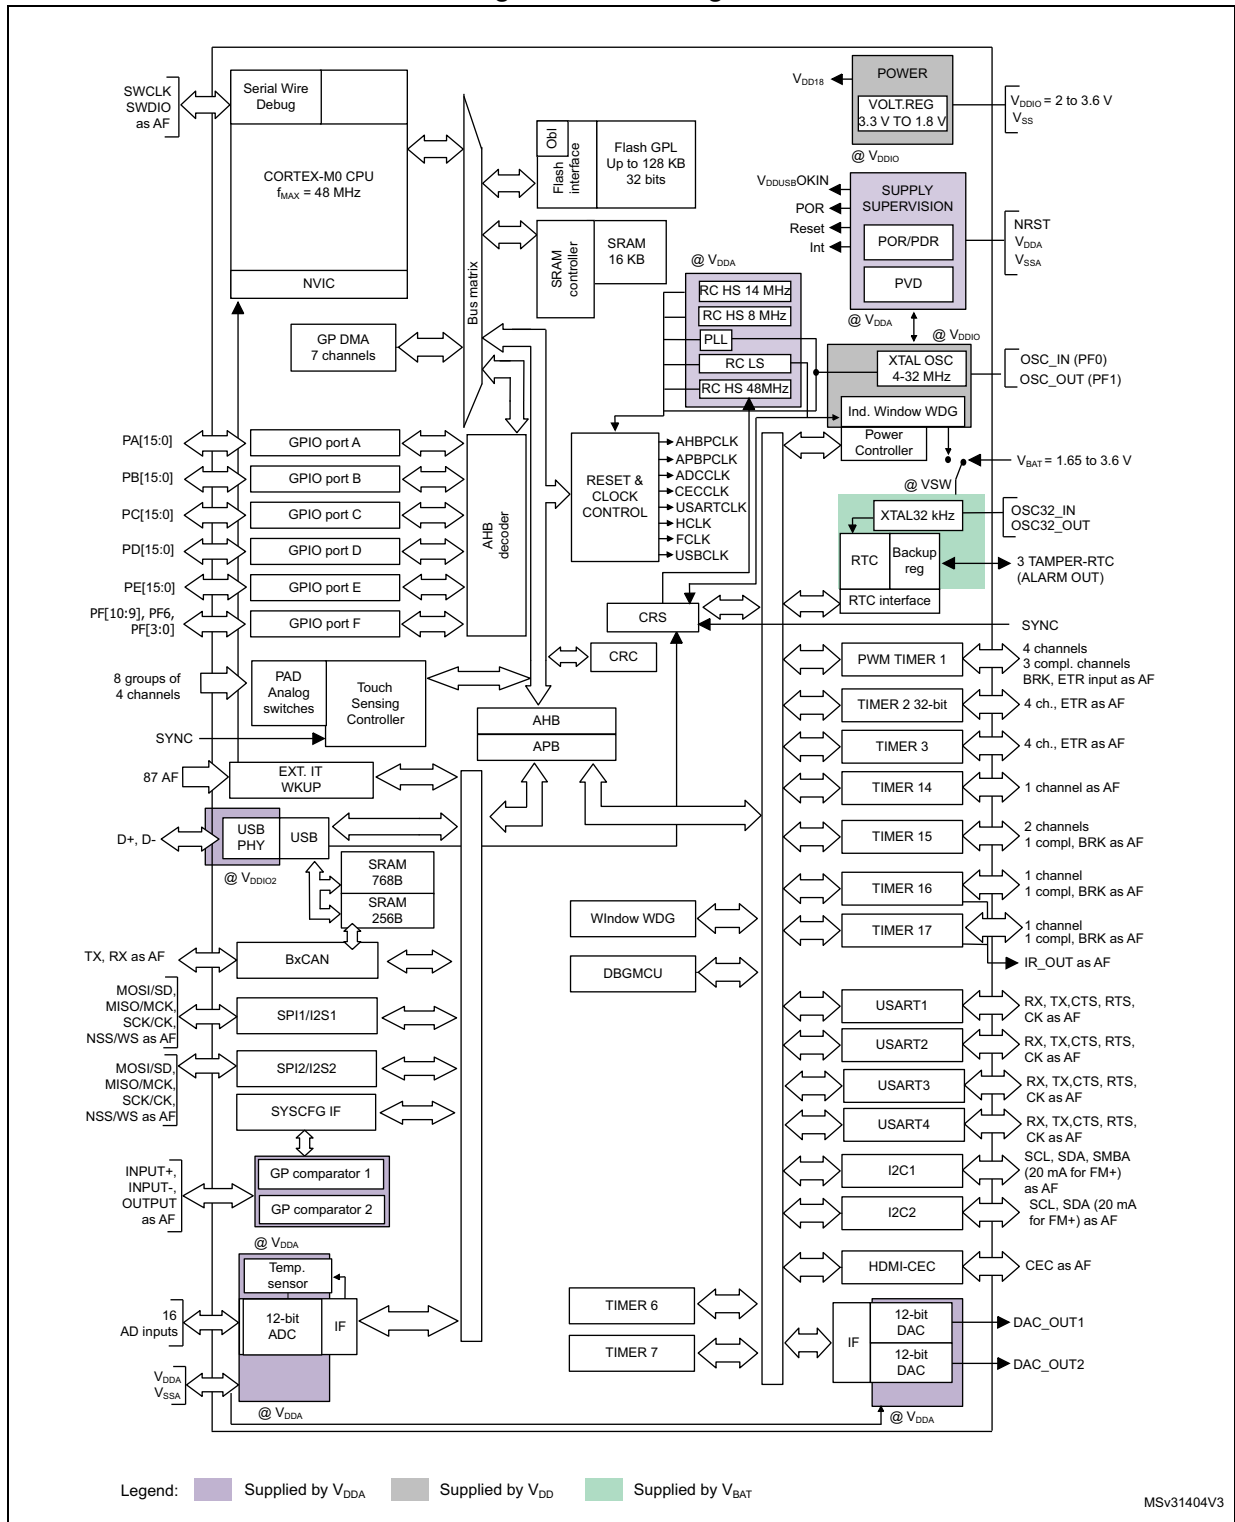 SWCLK
SWDIO
as AF
Serial Wire
Debug
CORTEX-M0 CPU
fMAX = 48 MHz
NVIC
GP DMA
7 channels
Bus matrix
Obl
Flash
interface
Flash GPL
Up to 128 KB
32 bits
SRAM
controller
SRAM
16 KB
POWER
VOLT.REG
3.3 V TO 1.8 V
VDD18
VDDIO = 2 to 3.6 V
VSS
@ VDDIO
SUPPLY
SUPERVISION
POR/PDR
PVD
VDDUSBOKIN
POR
Reset
Int
NRST
VDDA
VSSA
@ VDDA
@ VDDA
RC HS 14 MHz
RC HS 8 MHz
PLL
RC LS
RC HS 48MHz
@ VDDIO
XTAL OSC
4-32 MHz
OSC_IN (PF0)
OSC_OUT (PF1)
Ind. Window WDG
Power
Controller
VBAT = 1.65 to 3.6 V
@ VSW
XTAL32 kHz
OSC32_IN
OSC32_OUT
RTC
Backup
reg
RTC interface
3 TAMPER-RTC
(ALARM OUT)
PA[15:0]
GPIO port A
PB[15:0]
GPIO port B
PC[15:0]
GPIO port C
PD[15:0]
GPIO port D
PE[15:0]
GPIO port E
PF[10:9], PF6,
PF[3:0]
GPIO port F
AHB
decoder
RESET &
CLOCK
CONTROL
AHBPCLK
APBPCLK
ADCCLK
CECCLK
USARTCLK
HCLK
FCLK
USBCLK
CRS
SYNC
CRC
8 groups of
4 channels
PAD
Analog
switches
Touch
Sensing
Controller
SYNC
AHB
APB
87 AF
EXT. IT
WKUP
D+, D-
USB
PHY
USB
@ VDDIO2
SRAM
768B
SRAM
256B
TX, RX as AF
BxCAN
MOSI/SD,
MISO/MCK,
SCK/CK,
NSS/WS as AF
SPI1/I2S1
MOSI/SD,
MISO/MCK,
SCK/CK,
NSS/WS as AF
SPI2/I2S2
SYSCFG IF
INPUT+,
INPUT-,
OUTPUT
as AF
GP comparator 1
GP comparator 2
@ VDDA
Temp.
sensor
16
AD inputs
12-bit
ADC
IF
VDDA
VSSA
@ VDDA
PWM TIMER 1
4 channels
3 compl. channels
BRK, ETR input as AF
TIMER 2 32-bit
4 ch., ETR as AF
TIMER 3
4 ch., ETR as AF
TIMER 14
1 channel as AF
TIMER 15
2 channels
1 compl, BRK as AF
TIMER 16
1 channel
1 compl, BRK as AF
TIMER 17
1 channel
1 compl, BRK as AF
IR_OUT as AF
WIndow WDG
DBGMCU
USART1
RX, TX,CTS, RTS,
CK as AF
USART2
RX, TX,CTS, RTS,
CK as AF
USART3
RX, TX,CTS, RTS,
CK as AF
USART4
RX, TX,CTS, RTS,
CK as AF
I2C1
SCL, SDA, SMBA
(20 mA for FM+)
as AF
I2C2
SCL, SDA (20 mA
for FM+) as AF
HDMI-CEC
CEC as AF
TIMER 6
TIMER 7
IF
12-bit
DAC
12-bit
DAC
DAC_OUT1
DAC_OUT2
@ VDDA
Legend:
Supplied by VDDA
Supplied by VDD
Supplied by VBAT
MSv31404V3